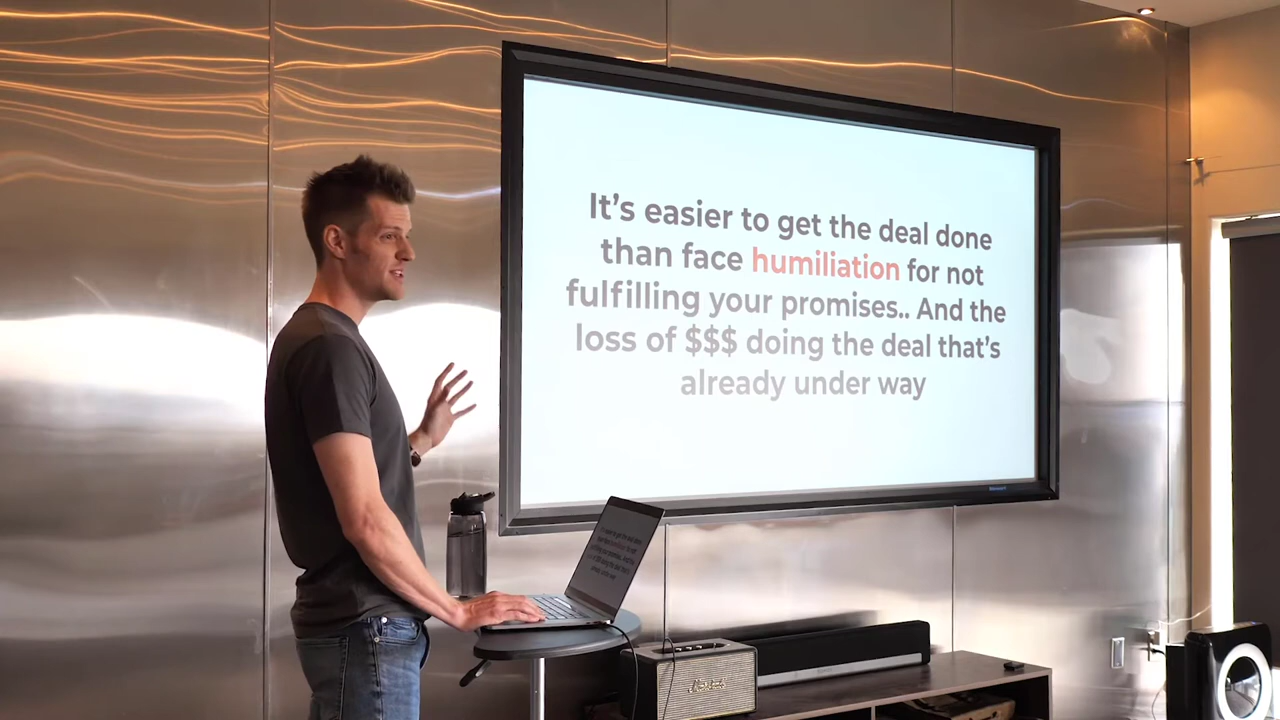 It's easier to get the deal done
than face humiliation for not
fulfilling your promises.. And the
loss of $$$ doing the deal that's
already under way
Marshall